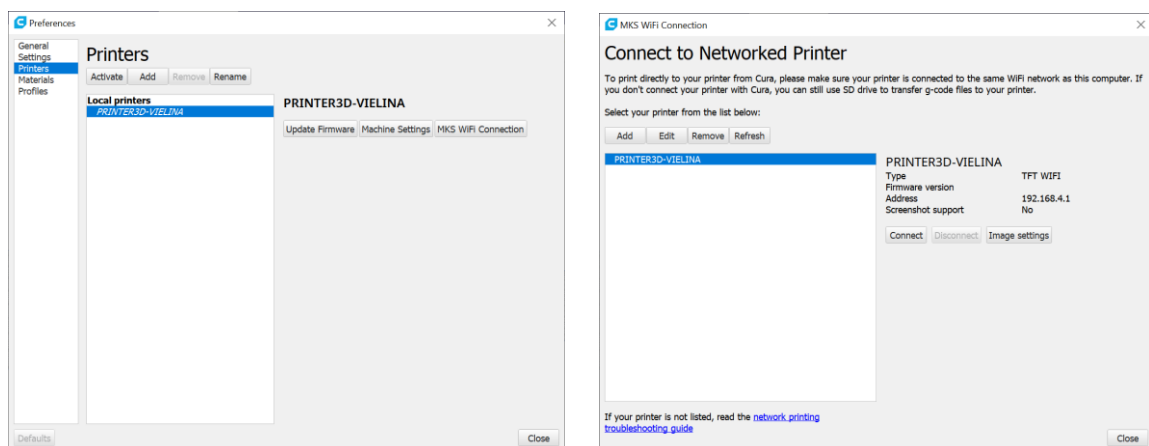 Preferences
General
Settings
Printers
Materials
Profiles
Printers
Activate Add Remove Rename
Local printers
PRINTER3D-VIELINA
PRINTER3D-VIELINA
Update Firmware Machine Settings MKS WiFi Connection
Defaults
Close
MKS WiFi Connection
Connect to Networked Printer
To print directly to your printer from Cura, please make sure your printer is connected to the same WiFi network as this computer. If
you don't connect your printer with Cura, you can still use SD drive to transfer g-code files to your printer.
Select your printer from the list below:
Add Edit Remove Refresh
PRINTER3D-VIELINA
PRINTER3D-VIELINA
Type TFT WIFI
Firmware version
Address 192.168.4.1
Screenshot support No
Connect Disconnect Image settings
If your printer is not listed, read the network printing
troubleshooting guide
Close